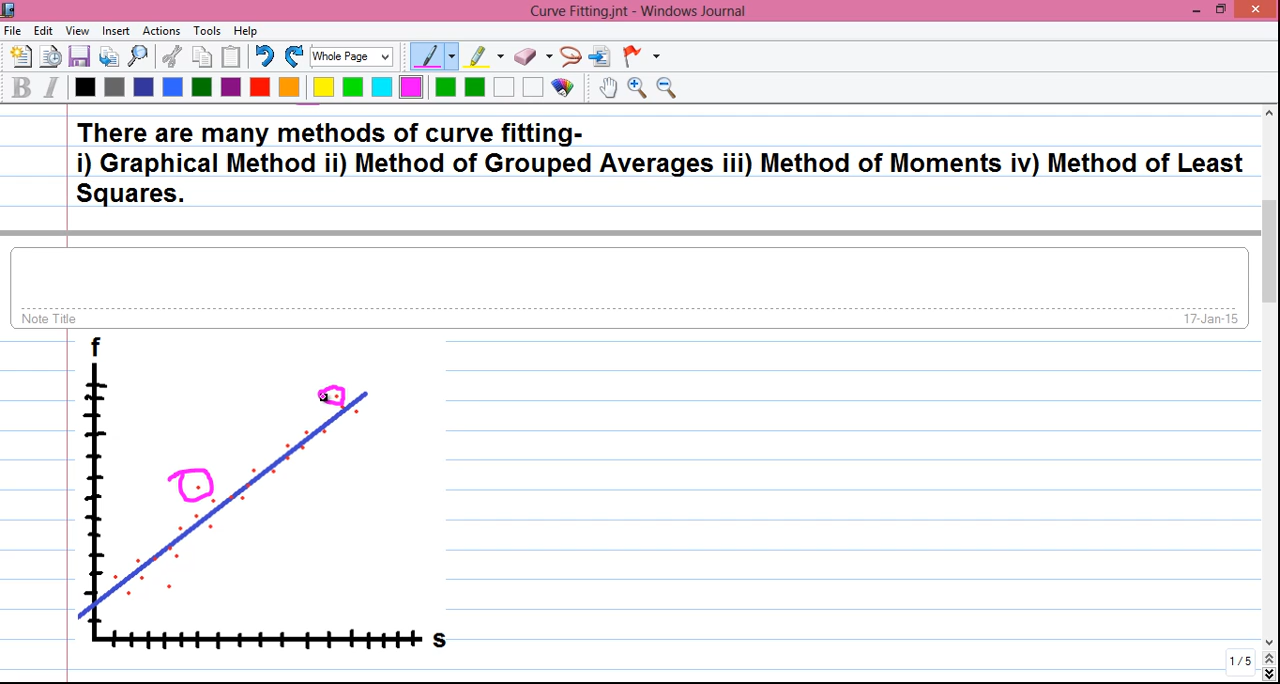 Curve Fitting.jnt - Windows Journal
File Edit View Insert Actions Tools Help
Whole Page
B I
There are many methods of curve fitting-
i) Graphical Method ii) Method of Grouped Averages iii) Method of Moments iv) Method of Least
Squares.
Note Title 17-Jan-15
f
s
1 / 5